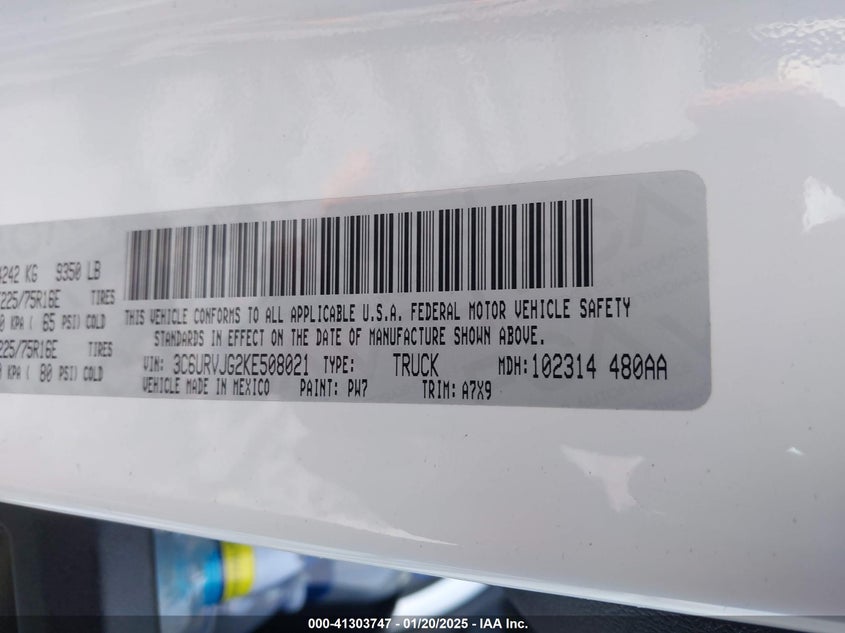 4242 KG 9350 LB
225/75R16E TIRES
0 KPA ( 65 PSI) COLD
225/75R16E TIRES
0 KPA ( 80 PSI) COLD
THIS VEHICLE CONFORMS TO ALL APPLICABLE U.S.A. FEDERAL MOTOR VEHICLE SAFETY
STANDARDS IN EFFECT ON THE DATE OF MANUFACTURE SHOWN ABOVE.
VIN: 3C6URVJG2KE508021 TYPE: TRUCK MDH:102314 480AA
VEHICLE MADE IN MEXICO PAINT: PW7 TRIM: A7X9
000-41303747 - 01/20/2025 - IAA Inc.